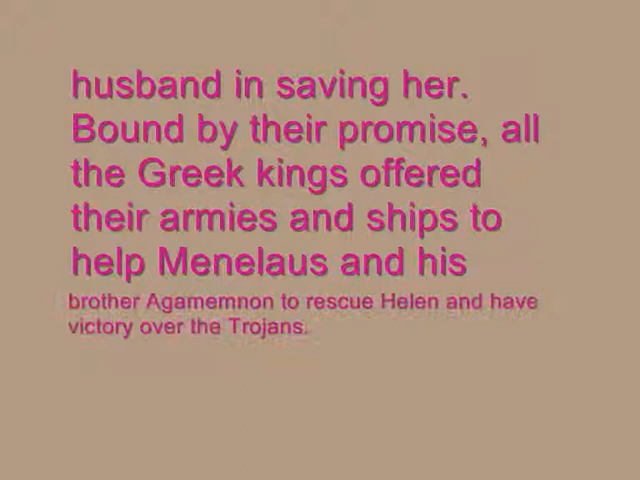 husband in saving her.
Bound by their promise, all
the Greek kings offered
their armies and ships to
help Menelaus and his
brother Agamemnon to rescue Helen and have
victory over the Trojans.